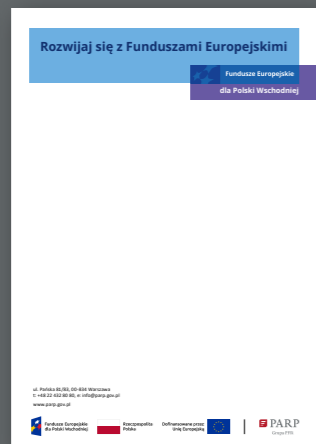 Rozwijaj się z Funduszami Europejskimi
Fundusze Europejskie
dla Polski Wschodniej
ul. Pańska 81/83, 00-834 Warszawa
t: +48 22 432 80 80, e: info@parp.gov.pl
www.parp.gov.pl
Fundusze Europejskie
dla Polski Wschodniej
Rzeczpospolita
Polska
Dofinansowane przez
Unię Europejską
PARP
Grupa PFR